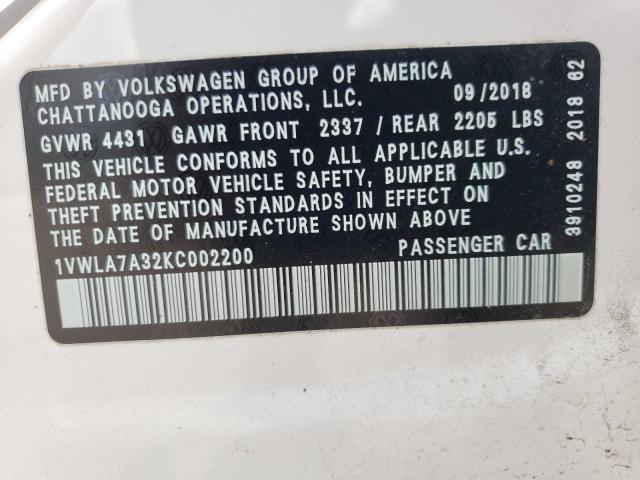 MFD BY VOLKSWAGEN GROUP OF AMERICA
CHATTANOOGA OPERATIONS, LLC. 09/2018
GVWR 4431 GAWR FRONT 2337 / REAR 2205 LBS
THIS VEHICLE CONFORMS TO ALL APPLICABLE U.S.
FEDERAL MOTOR VEHICLE SAFETY, BUMPER AND
THEFT PREVENTION STANDARDS IN EFFECT ON
THE DATE OF MANUFACTURE SHOWN ABOVE
1VWLA7A32KC002200 PASSENGER CAR
3910248 2018 62